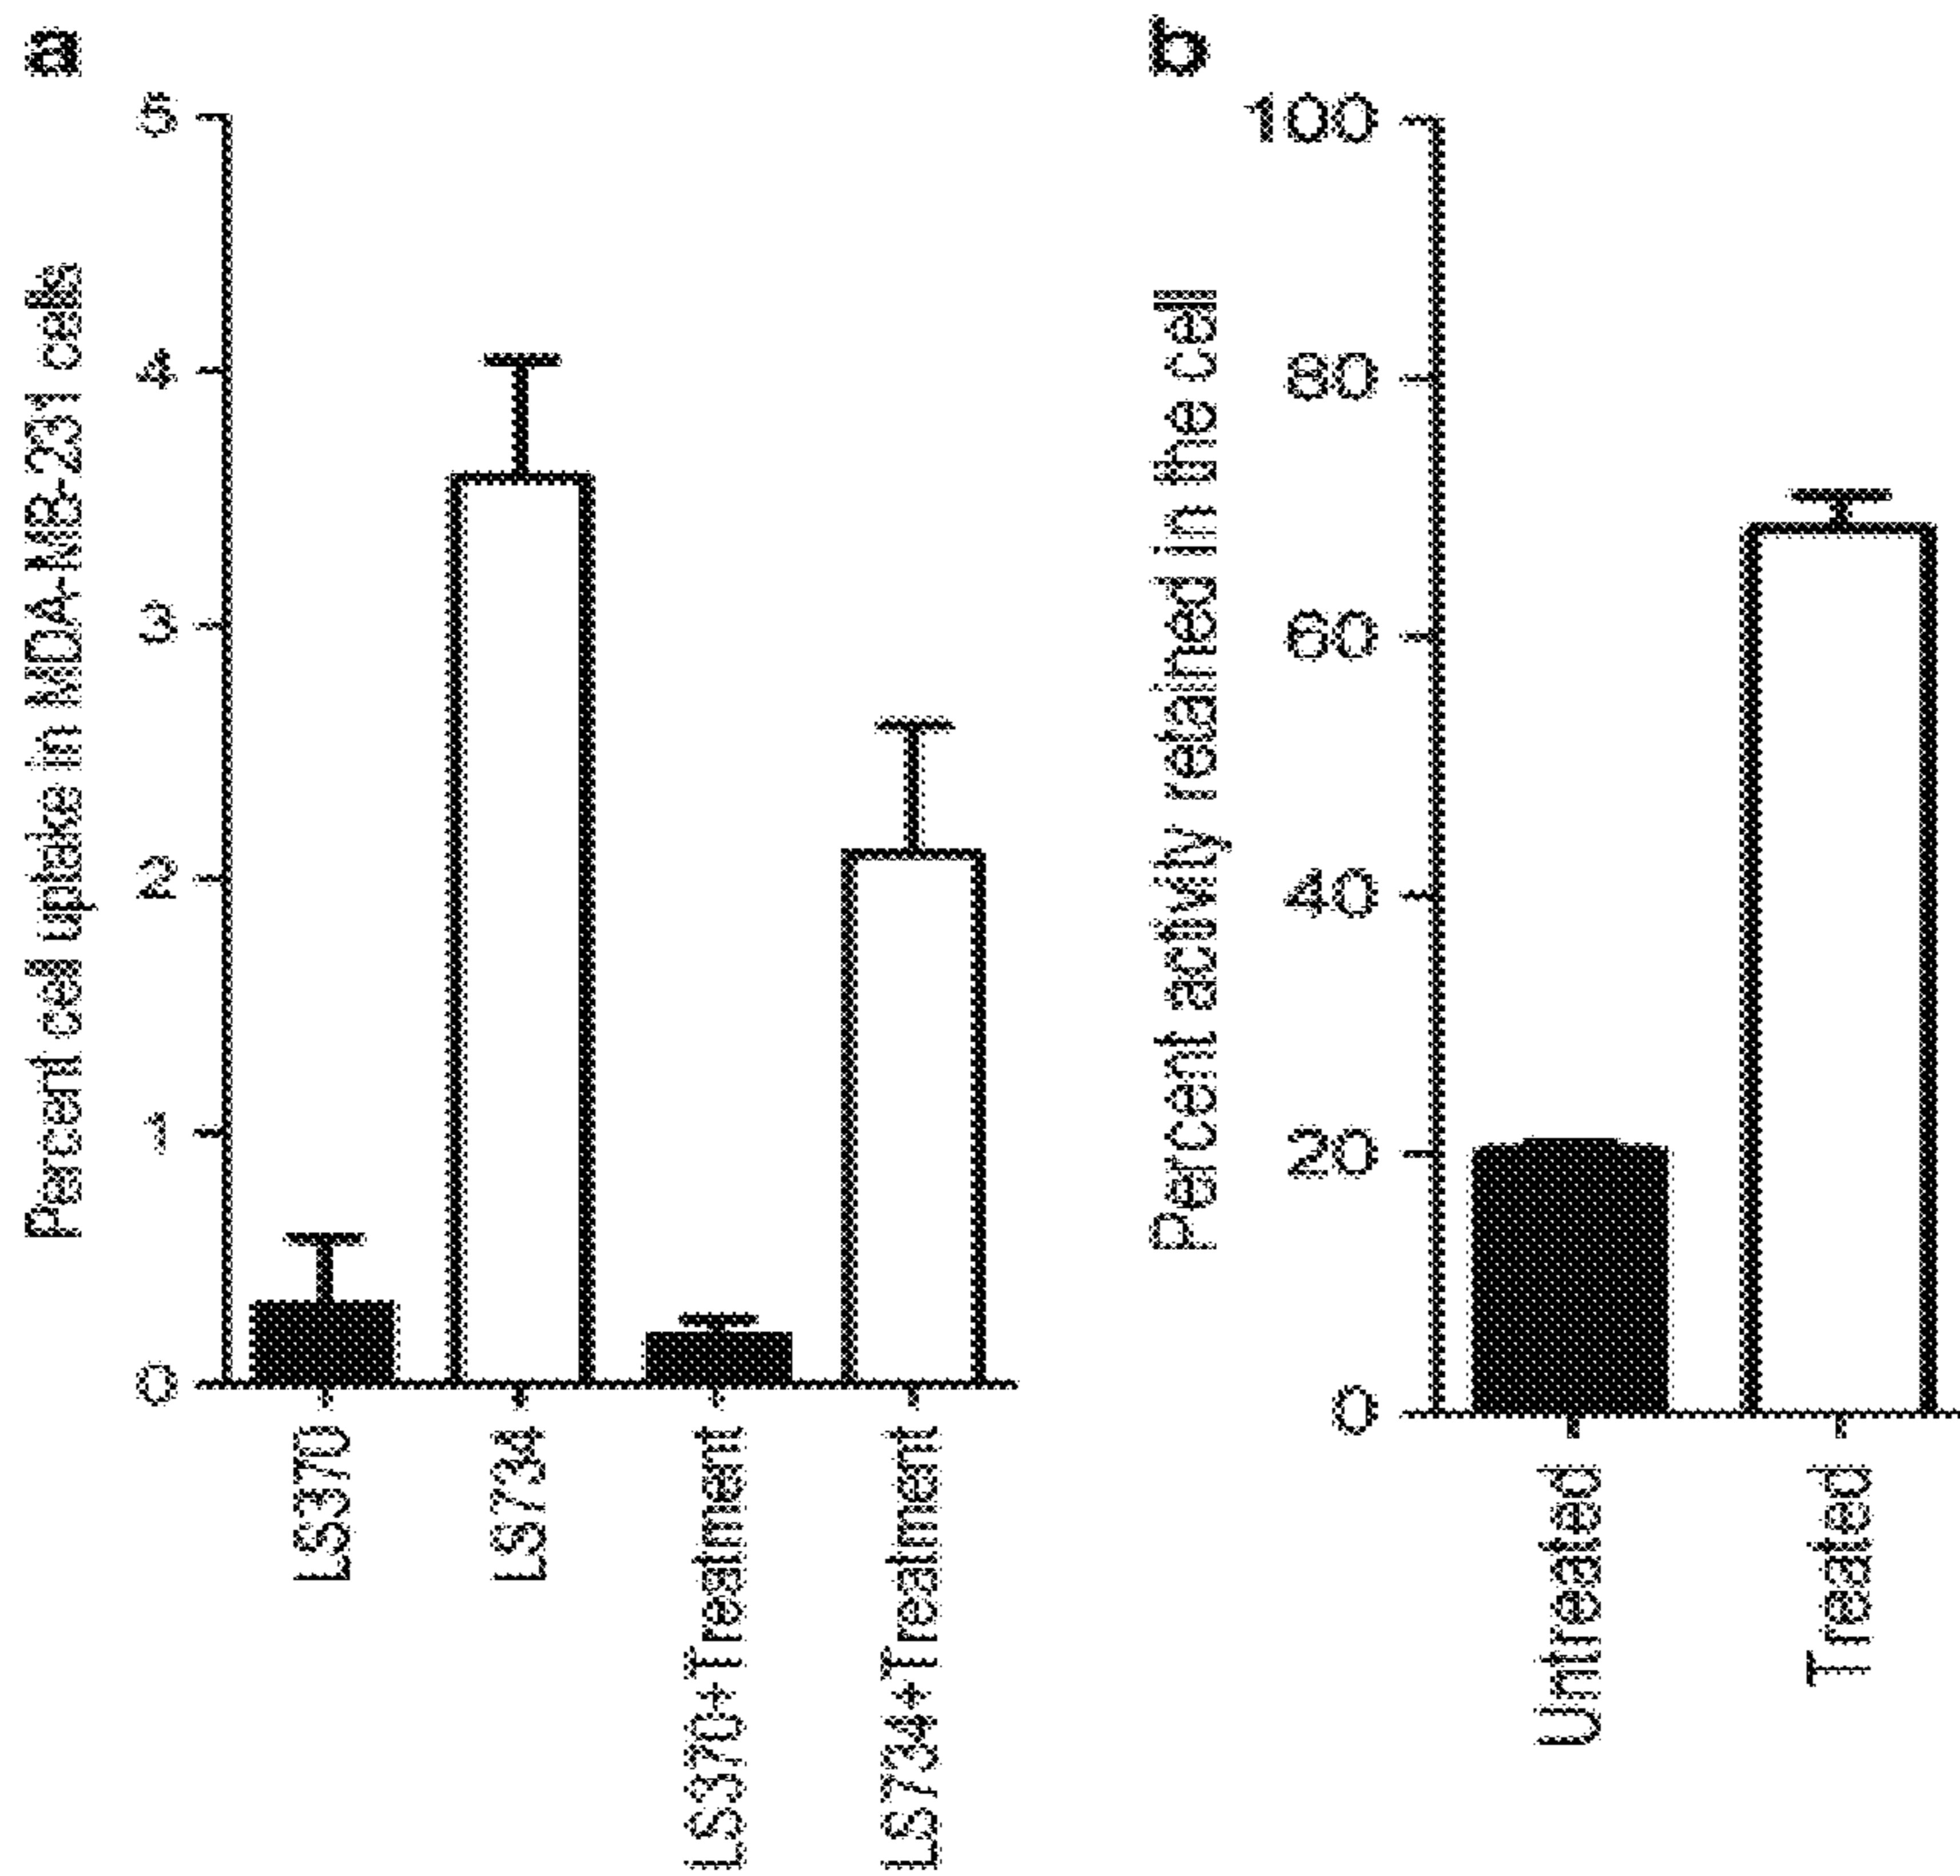 a
Percent cell uptake in MDA-MB-231 cells
5
4
3
2
1
0
LS370
LS734
LS370+Treatment
LS734+Treatment
b
Percent activity retained in the cell
100
80
60
40
20
0
Untreated
Treated